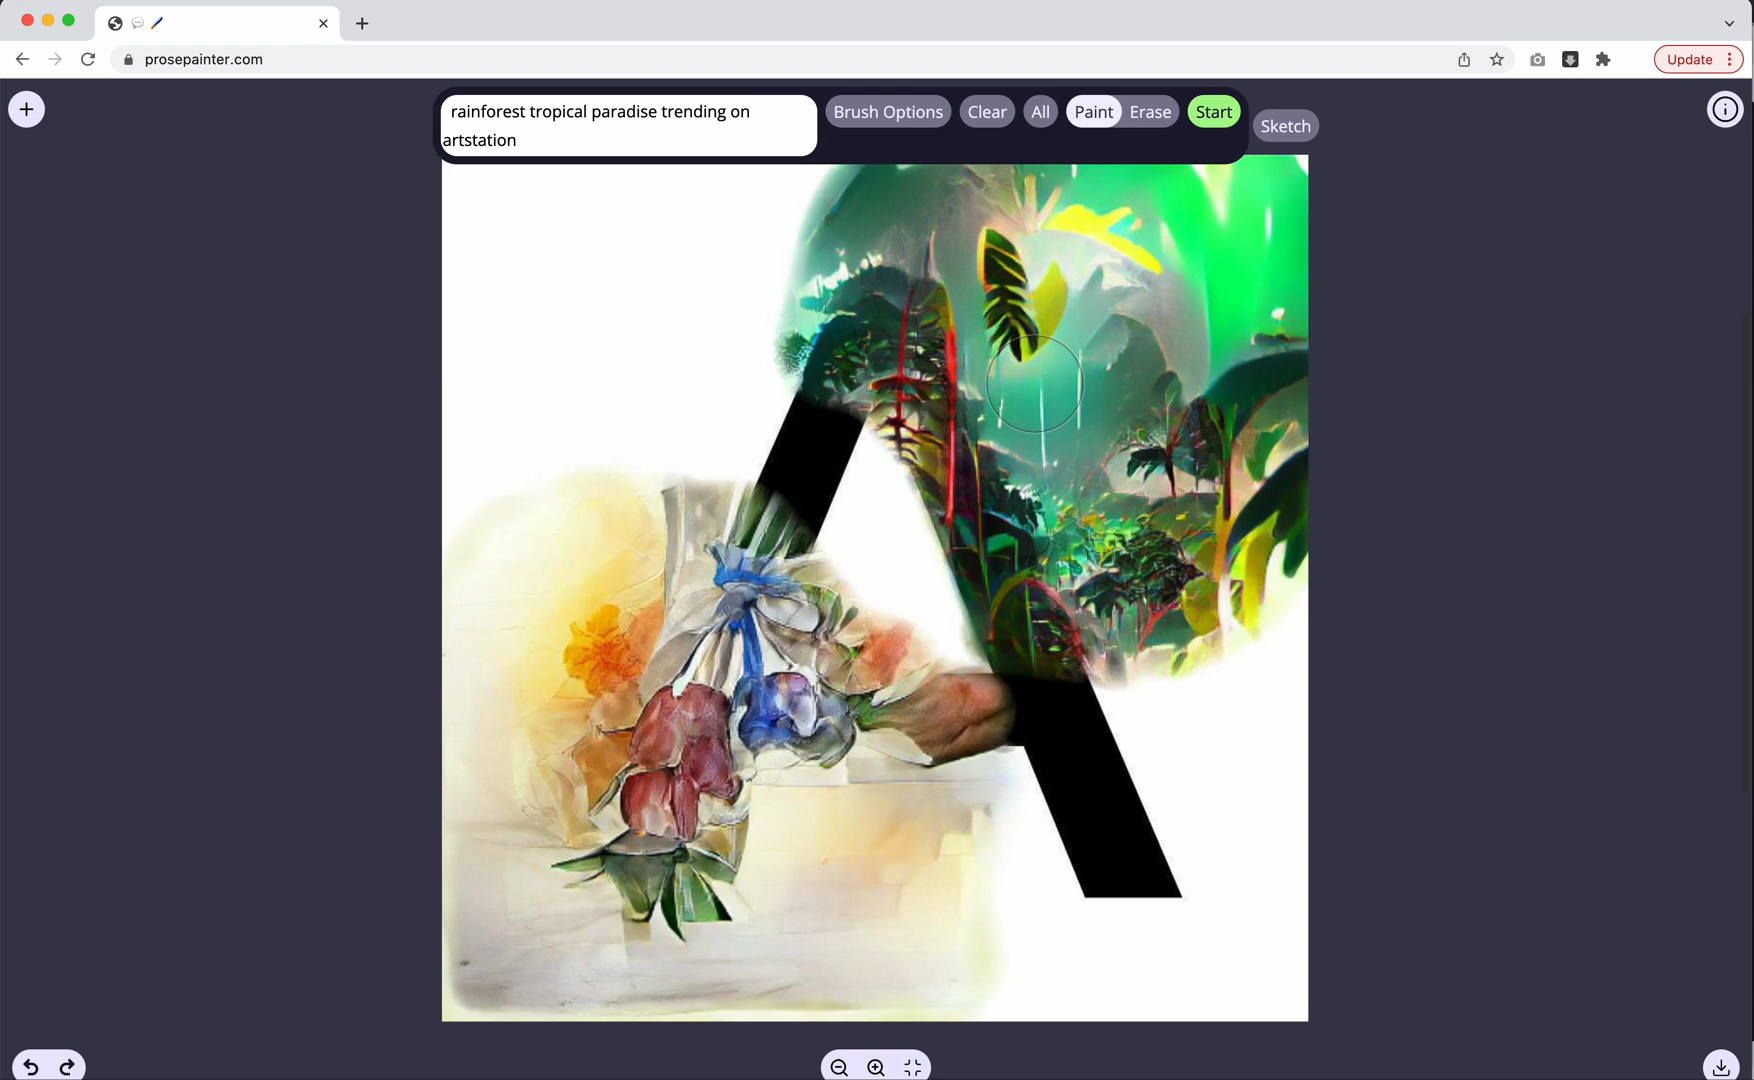 prosepainter.com
Update
rainforest tropical paradise trending on
artstation
Brush Options
Clear
All
Paint
Erase
Start
Sketch
A